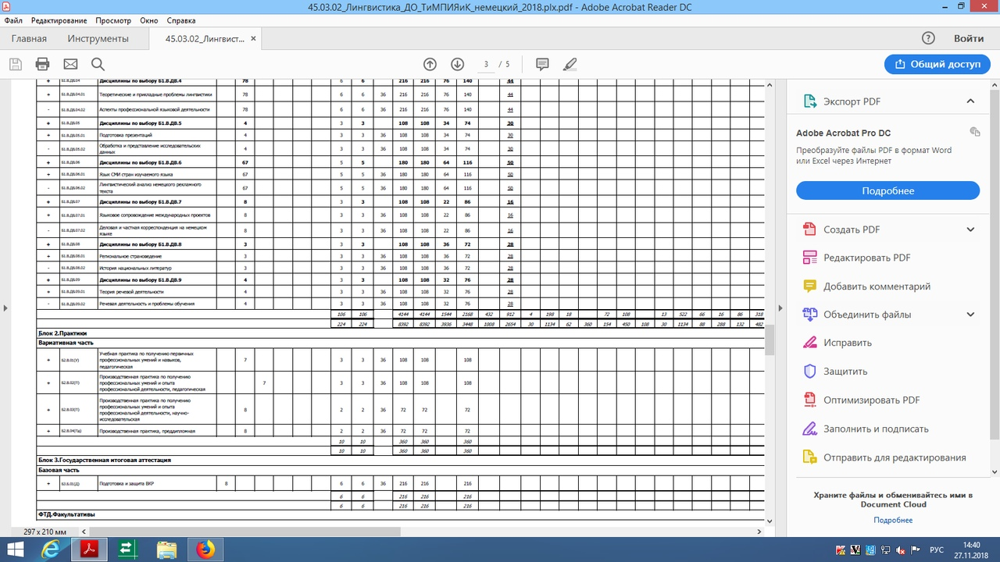 45.03.02_Лингвистика_ДО_ТиМПИЯиК_немецкий_2018.plx.pdf - Adobe Acrobat Reader DC
Файл Редактирование Просмотр Окно Справка
Главная Инструменты 45.03.02_Лингвист... × Войти
3 / 5 Общий доступ
+ Б1.В.ДВ.04 Дисциплины по выбору Б1.В.ДВ.4 78 6 6 216 216 76 140 44
+ Б1.В.ДВ.04.01 Теоретические и прикладные проблемы лингвистики 78 6 6 36 216 216 76 140 44
- Б1.В.ДВ.04.02 Аспекты профессиональной языковой деятельности 78 6 6 36 216 216 76 140 44
+ Б1.В.ДВ.05 Дисциплины по выбору Б1.В.ДВ.5 4 3 3 108 108 34 74 30
+ Б1.В.ДВ.05.01 Подготовка презентаций 4 3 3 36 108 108 34 74 30
- Б1.В.ДВ.05.02 Обработка и представление исследовательских
данных 4 3 3 36 108 108 34 74 30
+ Б1.В.ДВ.06 Дисциплины по выбору Б1.В.ДВ.6 67 5 5 180 180 64 116 50
+ Б1.В.ДВ.06.01 Язык СМИ стран изучаемого языка 67 5 5 36 180 180 64 116 50
- Б1.В.ДВ.06.02 Лингвистический анализ немецкого рекламного
текста 67 5 5 36 180 180 64 116 50
+ Б1.В.ДВ.07 Дисциплины по выбору Б1.В.ДВ.7 8 3 3 108 108 22 86 16
+ Б1.В.ДВ.07.01 Языковое сопровождение международных проектов 8 3 3 36 108 108 22 86 16
- Б1.В.ДВ.07.02 Деловая и частная корреспонденция на немецком
языке 8 3 3 36 108 108 22 86 16
+ Б1.В.ДВ.08 Дисциплины по выбору Б1.В.ДВ.8 3 3 3 108 108 36 72 28
+ Б1.В.ДВ.08.01 Региональное страноведение 3 3 3 36 108 108 36 72 28
- Б1.В.ДВ.08.02 История национальных литератур 3 3 3 36 108 108 36 72 28
+ Б1.В.ДВ.09 Дисциплины по выбору Б1.В.ДВ.9 4 3 3 108 108 32 76 28
+ Б1.В.ДВ.09.01 Теория речевой деятельности 4 3 3 36 108 108 32 76 28
- Б1.В.ДВ.09.02 Речевая деятельность и проблемы обучения 4 3 3 36 108 108 32 76 28
106 106 4144 4144 1544 2168 432 912 4 198 18 72 108 13 522 66 16 86 318
224 224 8392 8392 3936 3448 1008 2654 30 1134 62 360 154 450 108 30 1134 88 288 132 482
Блок 2.Практики
Вариативная часть
+ Б2.В.01(У) Учебная практика по получению первичных
профессиональных умений и навыков,
педагогическая 7 3 3 36 108 108 108
+ Б2.В.02(П) Производственная практика по получению
профессиональных умений и опыта
профессиональной деятельности, педагогическая 7 3 3 36 108 108 108
+ Б2.В.03(П) Производственная практика по получению
профессиональных умений и опыта
профессиональной деятельности, научно-
исследовательская 8 2 2 36 72 72 72
+ Б2.В.04(Пд) Производственная практика, преддипломная 8 2 2 36 72 72 72
10 10 360 360 360
10 10 360 360 360
Блок 3.Государственная итоговая аттестация
Базовая часть
+ Б3.Б.01(Д) Подготовка и защита ВКР 8 6 6 36 216 216 216
6 6 216 216 216
6 6 216 216 216
ФТД.Факультативы
297 x 210 мм
Экспорт PDF
Adobe Acrobat Pro DC
Преобразуйте файлы PDF в формат Word
или Excel через Интернет
Подробнее
Создать PDF
Редактировать PDF
Добавить комментарий
Объединить файлы
Исправить
Защитить
Оптимизировать PDF
Заполнить и подписать
Отправить для редактирования
Храните файлы и обменивайтесь ими в
Document Cloud
Подробнее
РУС
14:40
27.11.2018